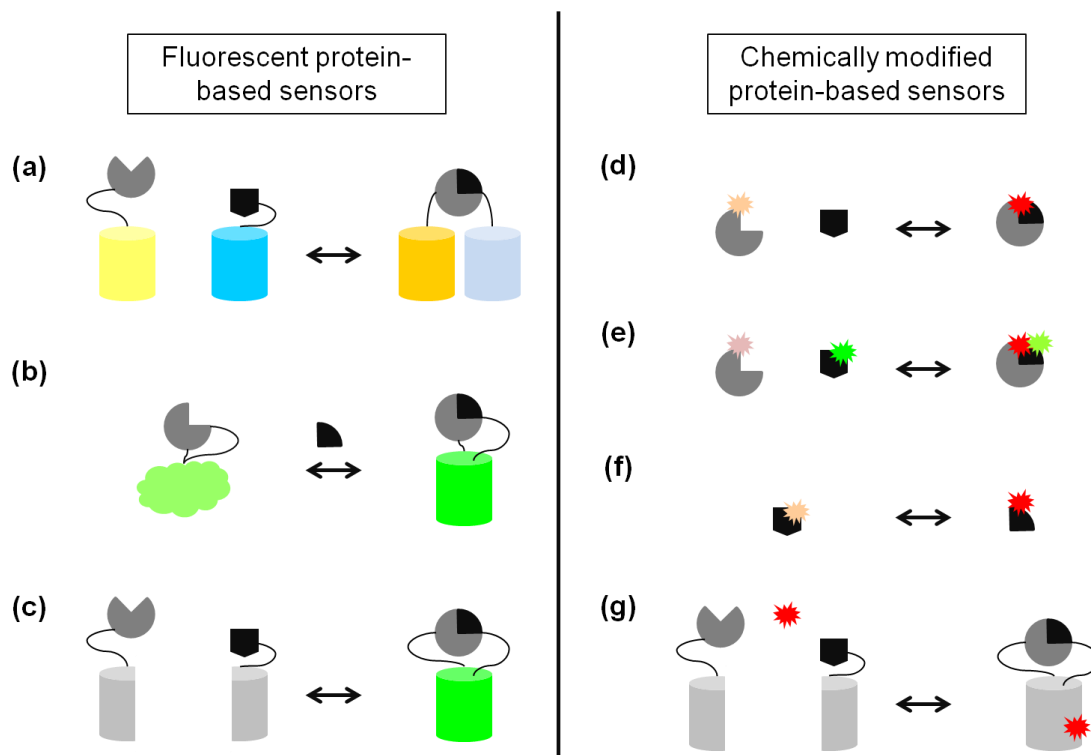 Fluorescent protein-
based sensors
(a)
(b)
(c)
Chemically modified
protein-based sensors
(d)
(e)
(f)
(g)